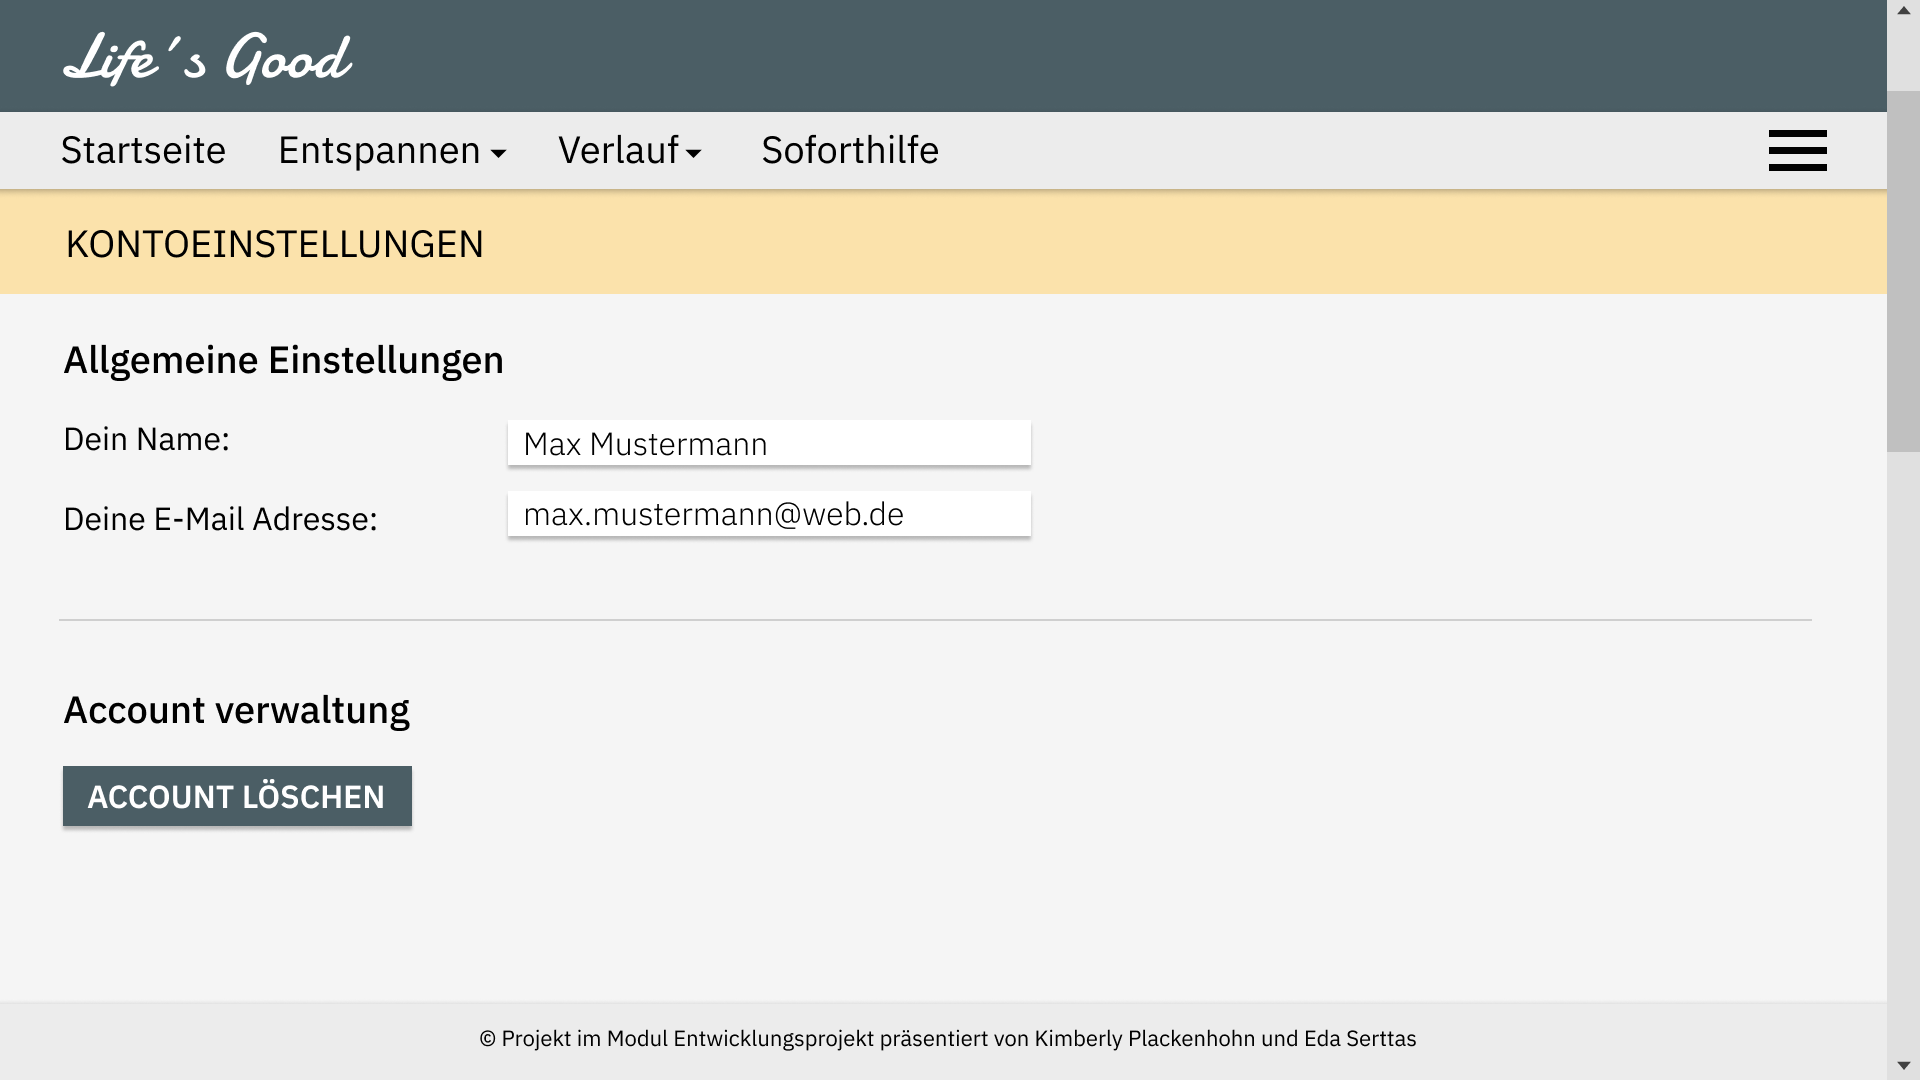 Life´s Good
Startseite Entspannen Verlauf Soforthilfe
KONTOEINSTELLUNGEN
Allgemeine Einstellungen
Dein Name: Max Mustermann
Deine E-Mail Adresse: max.mustermann@web.de
Account verwaltung
ACCOUNT LÖSCHEN
© Projekt im Modul Entwicklungsprojekt präsentiert von Kimberly Plackenhohn und Eda Serttas